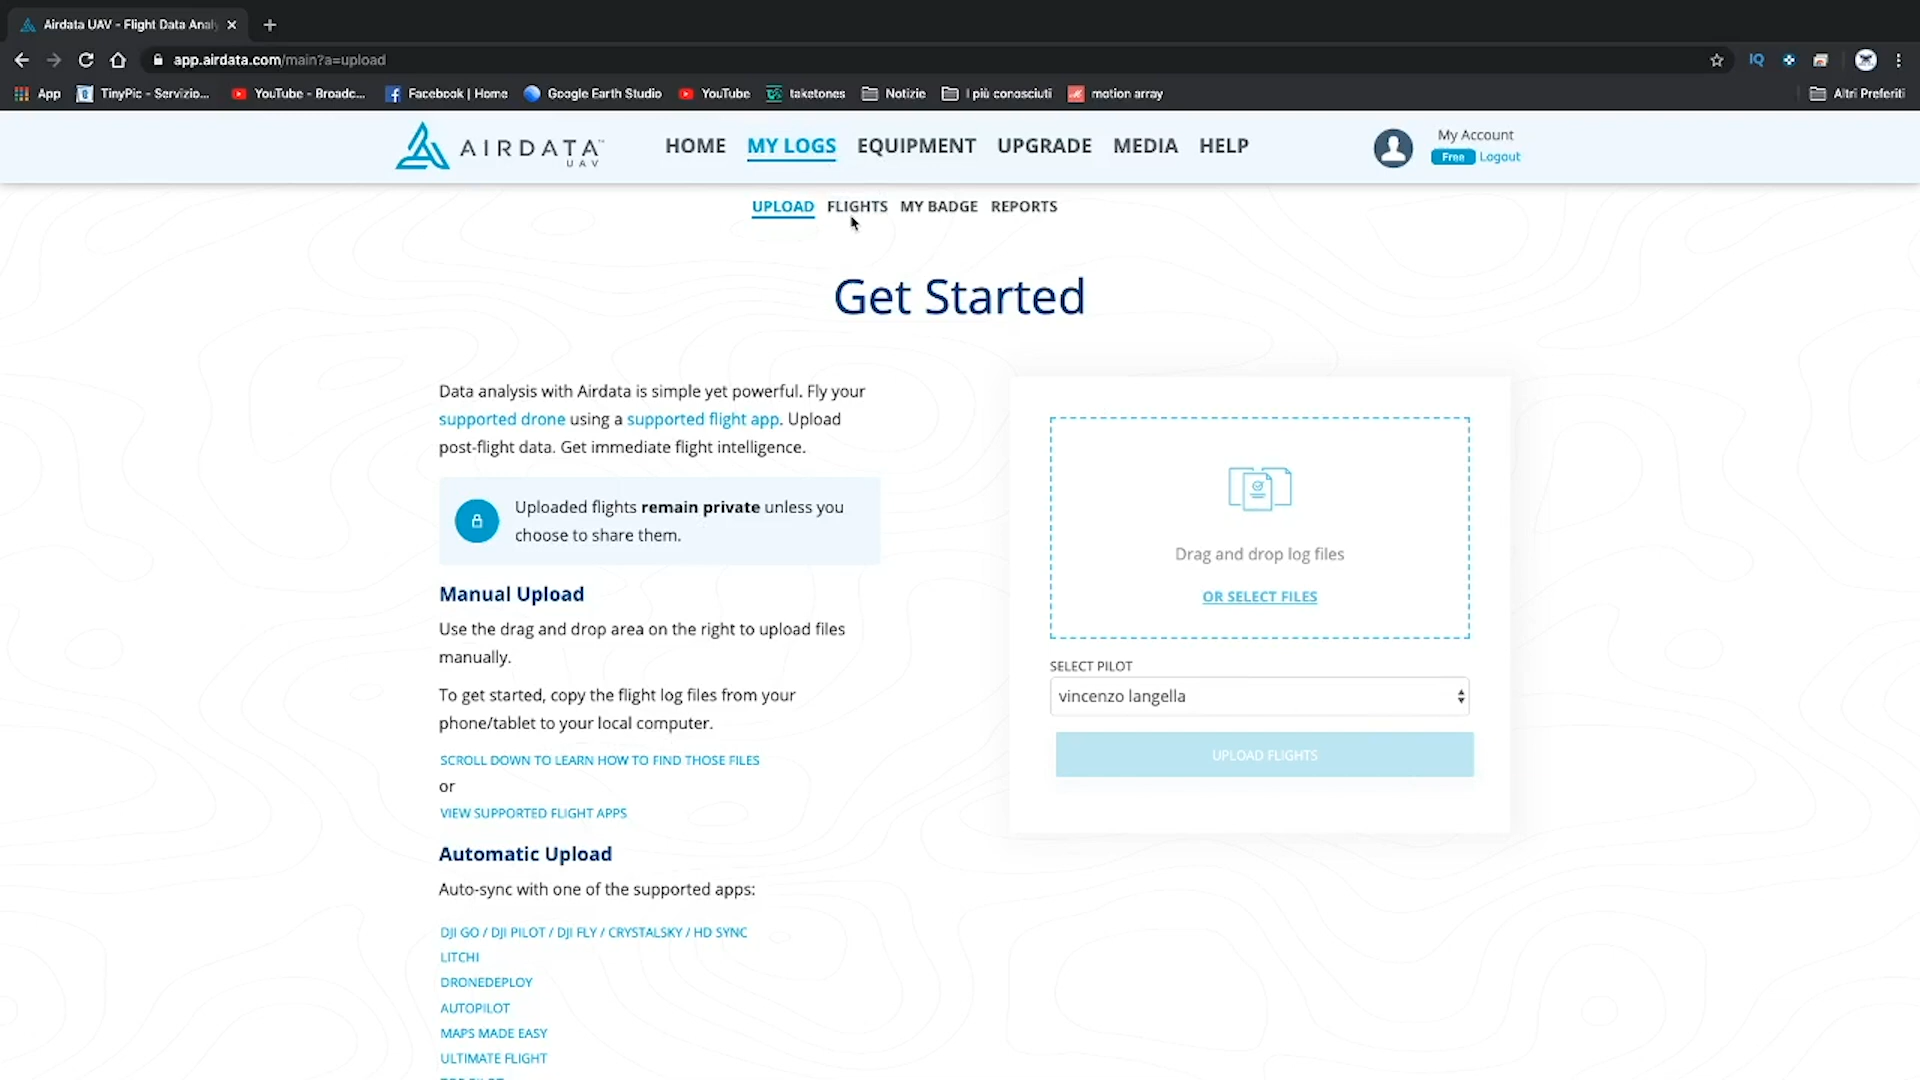 Airdata UAV - Flight Data Anal
app.airdata.com/main?a=upload
IQ
App
TinyPic - Servizio...
YouTube - Broadc...
Facebook | Home
Google Earth Studio
YouTube
taketones
Notizie
I più conosciuti
motion array
Altri Preferiti
AIRDATA
UAV
HOME
MY LOGS
EQUIPMENT
UPGRADE
MEDIA
HELP
My Account
Free Logout
UPLOAD
FLIGHTS
MY BADGE
REPORTS
Get Started
Data analysis with Airdata is simple yet powerful. Fly your
supported drone using a supported flight app. Upload
post-flight data. Get immediate flight intelligence.
Uploaded flights remain private unless you
choose to share them.
Manual Upload
Use the drag and drop area on the right to upload files
manually.
To get started, copy the flight log files from your
phone/tablet to your local computer.
SCROLL DOWN TO LEARN HOW TO FIND THOSE FILES
or
VIEW SUPPORTED FLIGHT APPS
Automatic Upload
Auto-sync with one of the supported apps:
DJI GO / DJI PILOT / DJI FLY / CRYSTALSKY / HD SYNC
LITCHI
DRONEDEPLOY
AUTOPILOT
MAPS MADE EASY
ULTIMATE FLIGHT
Drag and drop log files
OR SELECT FILES
SELECT PILOT
vincenzo langella
UPLOAD FLIGHTS